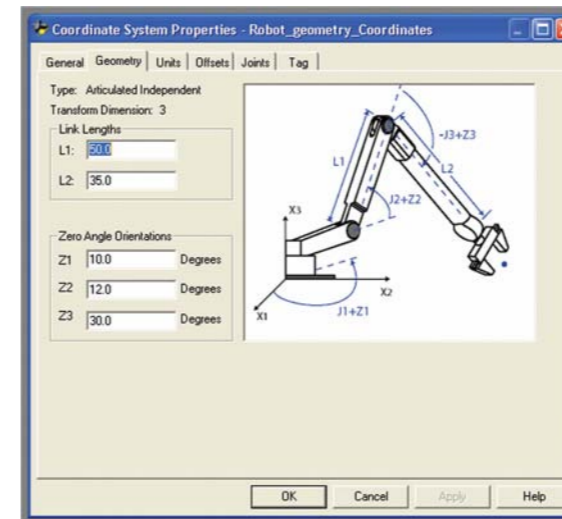 Coordinate System Properties - Robot_geometry_Coordinates
General Geometry Units Offsets Joints Tag
Type: Articulated Independent
Transform Dimension: 3
Link Lengths
L1: 50.0
L2: 35.0
Zero Angle Orientations
Z1 10.0 Degrees
Z2 12.0 Degrees
Z3 30.0 Degrees
-J3+Z3
L1
L2
J2+Z2
X3
X2
X1
J1+Z1
OK Cancel Apply Help